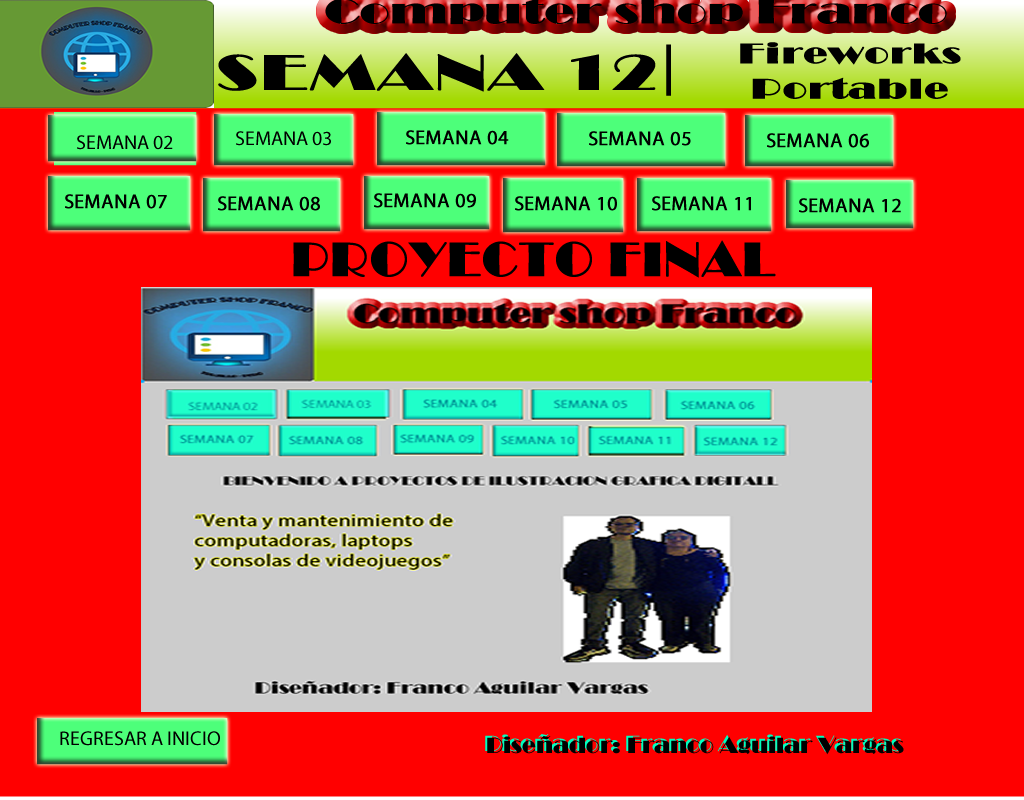 COMPUTER SHOP FRANCO
Computer shop Franco
SEMANA 12|
Fireworks
Portable
SEMANA 02
SEMANA 03
SEMANA 04
SEMANA 05
SEMANA 06
SEMANA 07
SEMANA 08
SEMANA 09
SEMANA 10
SEMANA 11
SEMANA 12
PROYECTO FINAL
COMPUTER SHOP FRANCO
Computer shop Franco
SEMANA 02
SEMANA 03
SEMANA 04
SEMANA 05
SEMANA 06
SEMANA 07
SEMANA 08
SEMANA 09
SEMANA 10
SEMANA 11
SEMANA 12
BIENVENIDO A PROYECTOS DE ILUSTRACION GRAFICA DIGITALL
“Venta y mantenimiento de
computadoras, laptops
y consolas de videojuegos”
Diseñador: Franco Aguilar Vargas
REGRESAR A INICIO
Diseñador: Franco Aguilar Vargas